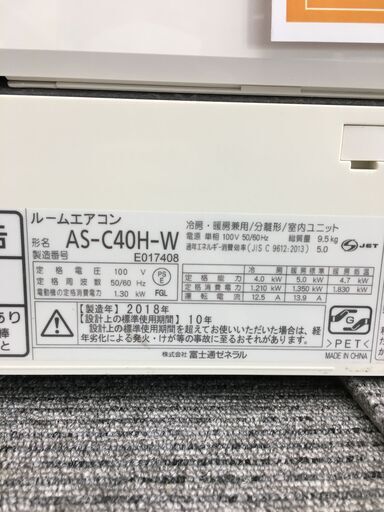 ルームエアコン
形名 AS-C40H-W
製造番号 E017408
定格電圧 100 V
定格周波数 50/60 Hz
電動機の定格消費電力 1.30 kW
PS E
FGL
冷房・暖房兼用/分離形/室内ユニット
電源 単相 100V 50/60Hz 総質量 9.5kg
通年エネルギー消費効率(JIS C 9612:2013) 5.0
S-JET
冷房 暖房標準 暖房低温
定格能力 4.0 kW 5.0 kW 4.7 kW
定格消費電力 1,210 kW 1,350 kW 1,830 kW
運転電流 12.5 A 13.9 A
【製造年】2018年
【設計上の標準使用期間】10年
設計上の標準使用期間を超えてお使いいただいた場合は、経年劣化による発火・けが等の事故に至るおそれがあります。
株式会社 富士通ゼネラル
>PET<
MADE IN CHINA
あり
棒
と